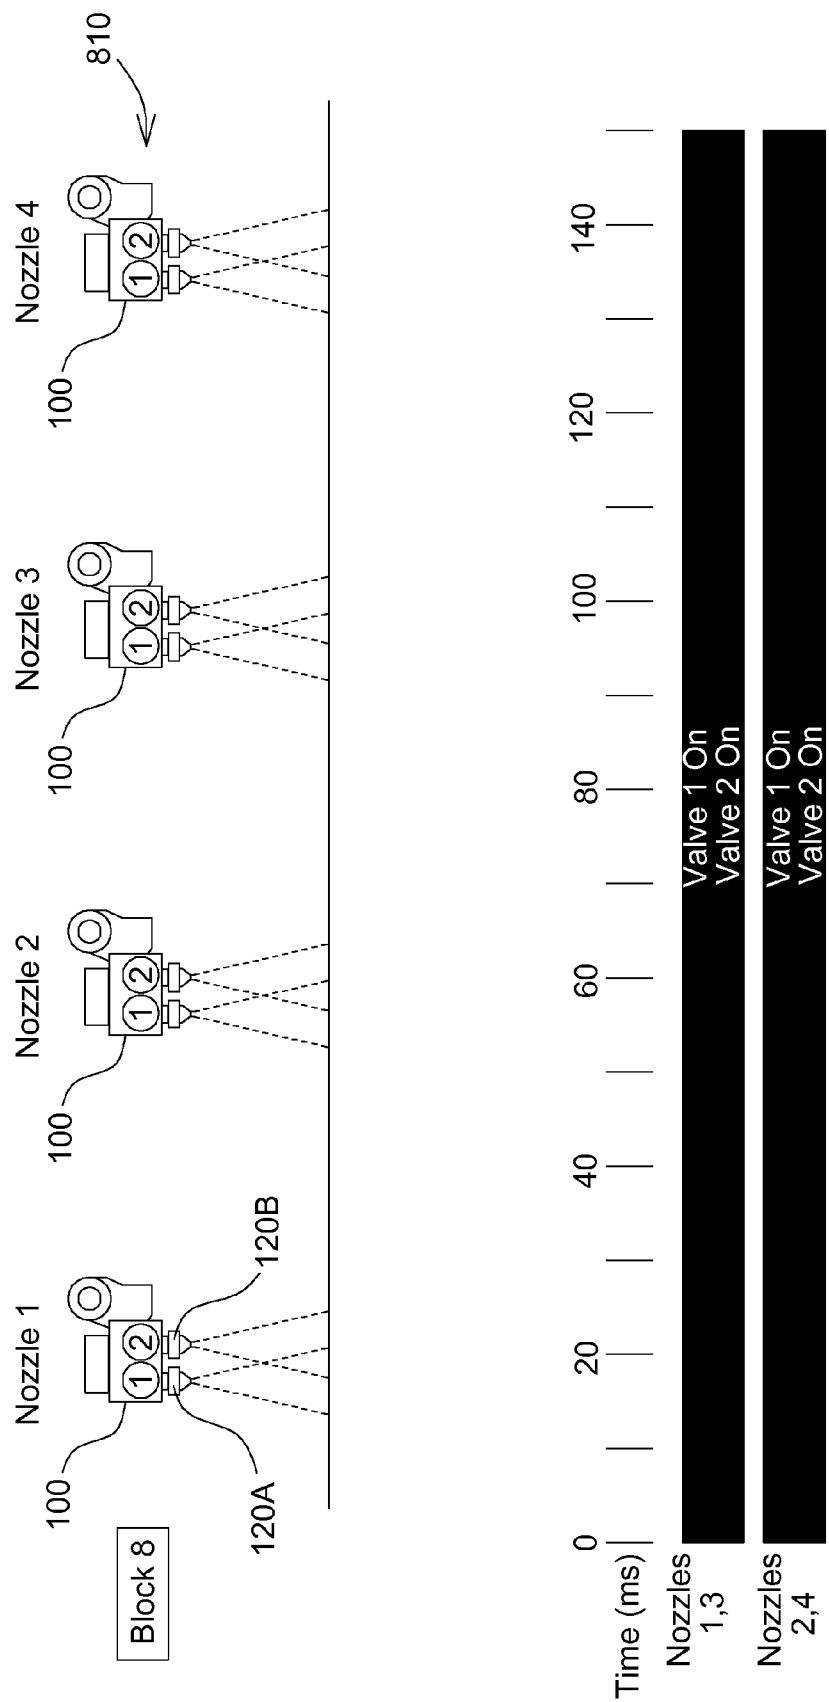 810
Nozzle 1
Nozzle 2
Nozzle 3
Nozzle 4
100
100
100
100
Block 8
1 2
1 2
1 2
1 2
120A
120B
Time (ms)
0 20 40 60 80 100 120 140
Nozzles
1,3
Valve 1 On
Valve 2 On
Nozzles
2,4
Valve 1 On
Valve 2 On